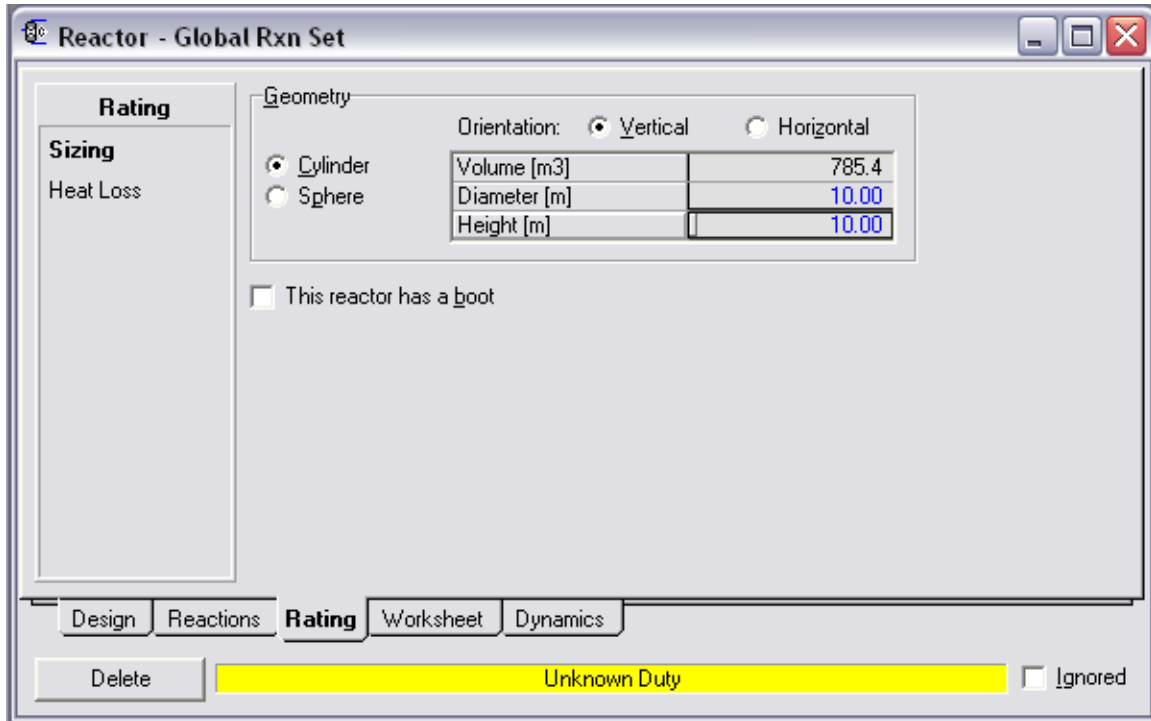 Reactor - Global Rxn Set
Rating
Sizing
Heat Loss
Geometry
Orientation: Vertical Horizontal
Cylinder
Sphere
Volume [m3] 785.4
Diameter [m] 10.00
Height [m] 10.00
This reactor has a boot
Design Reactions Rating Worksheet Dynamics
Delete Unknown Duty Ignored